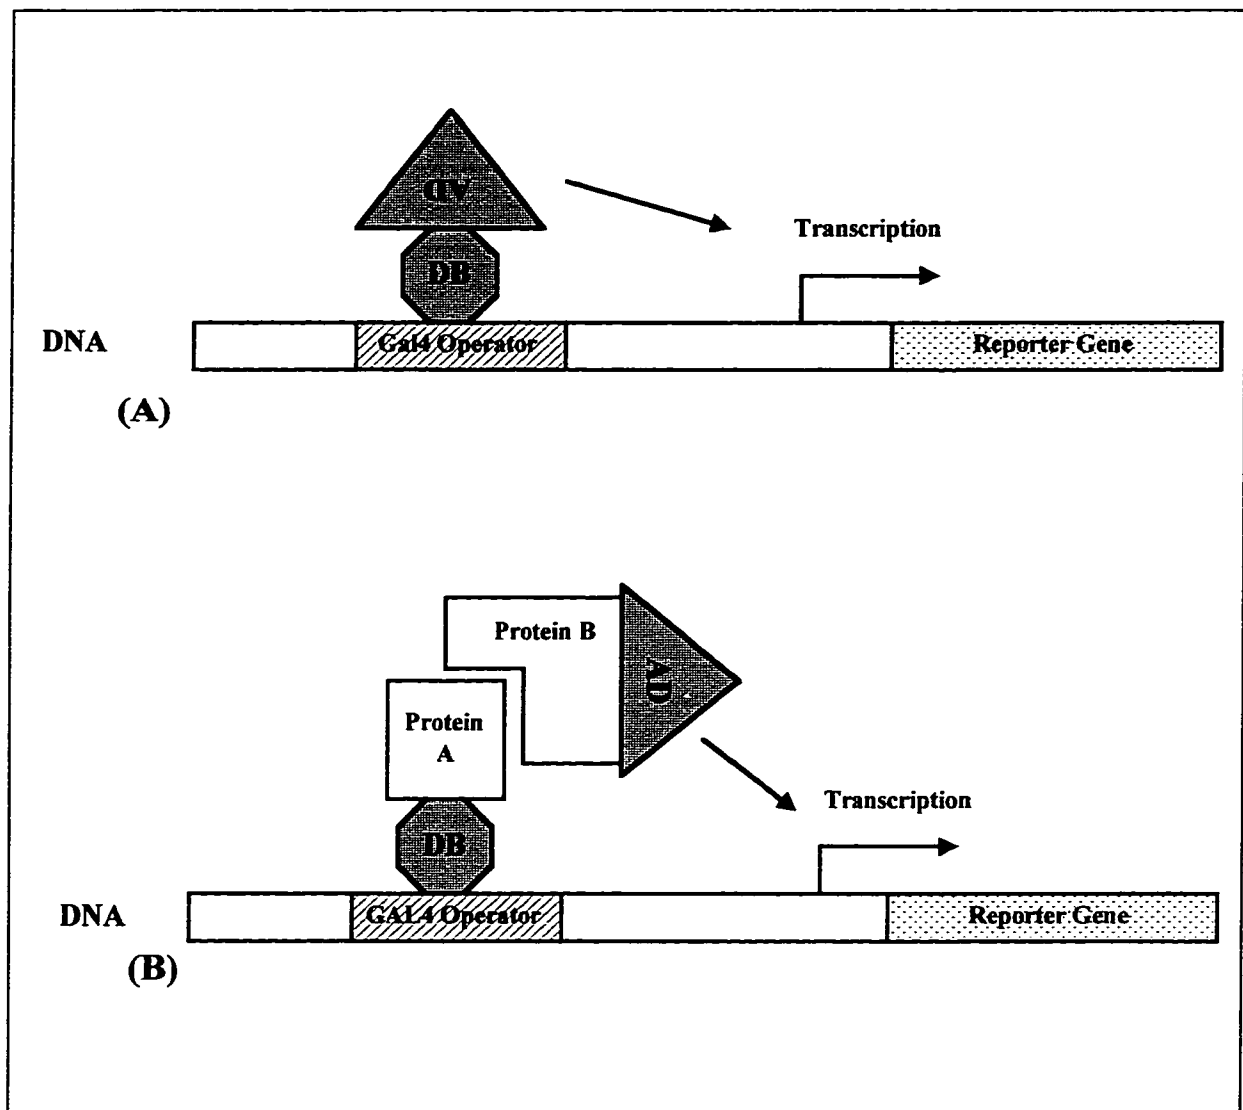 AD
Transcription
DB
DNA
Gal4 Operator
Reporter Gene
(A)
Protein B
AD
Protein
A
Transcription
DB
DNA
GAL4 Operator
Reporter Gene
(B)